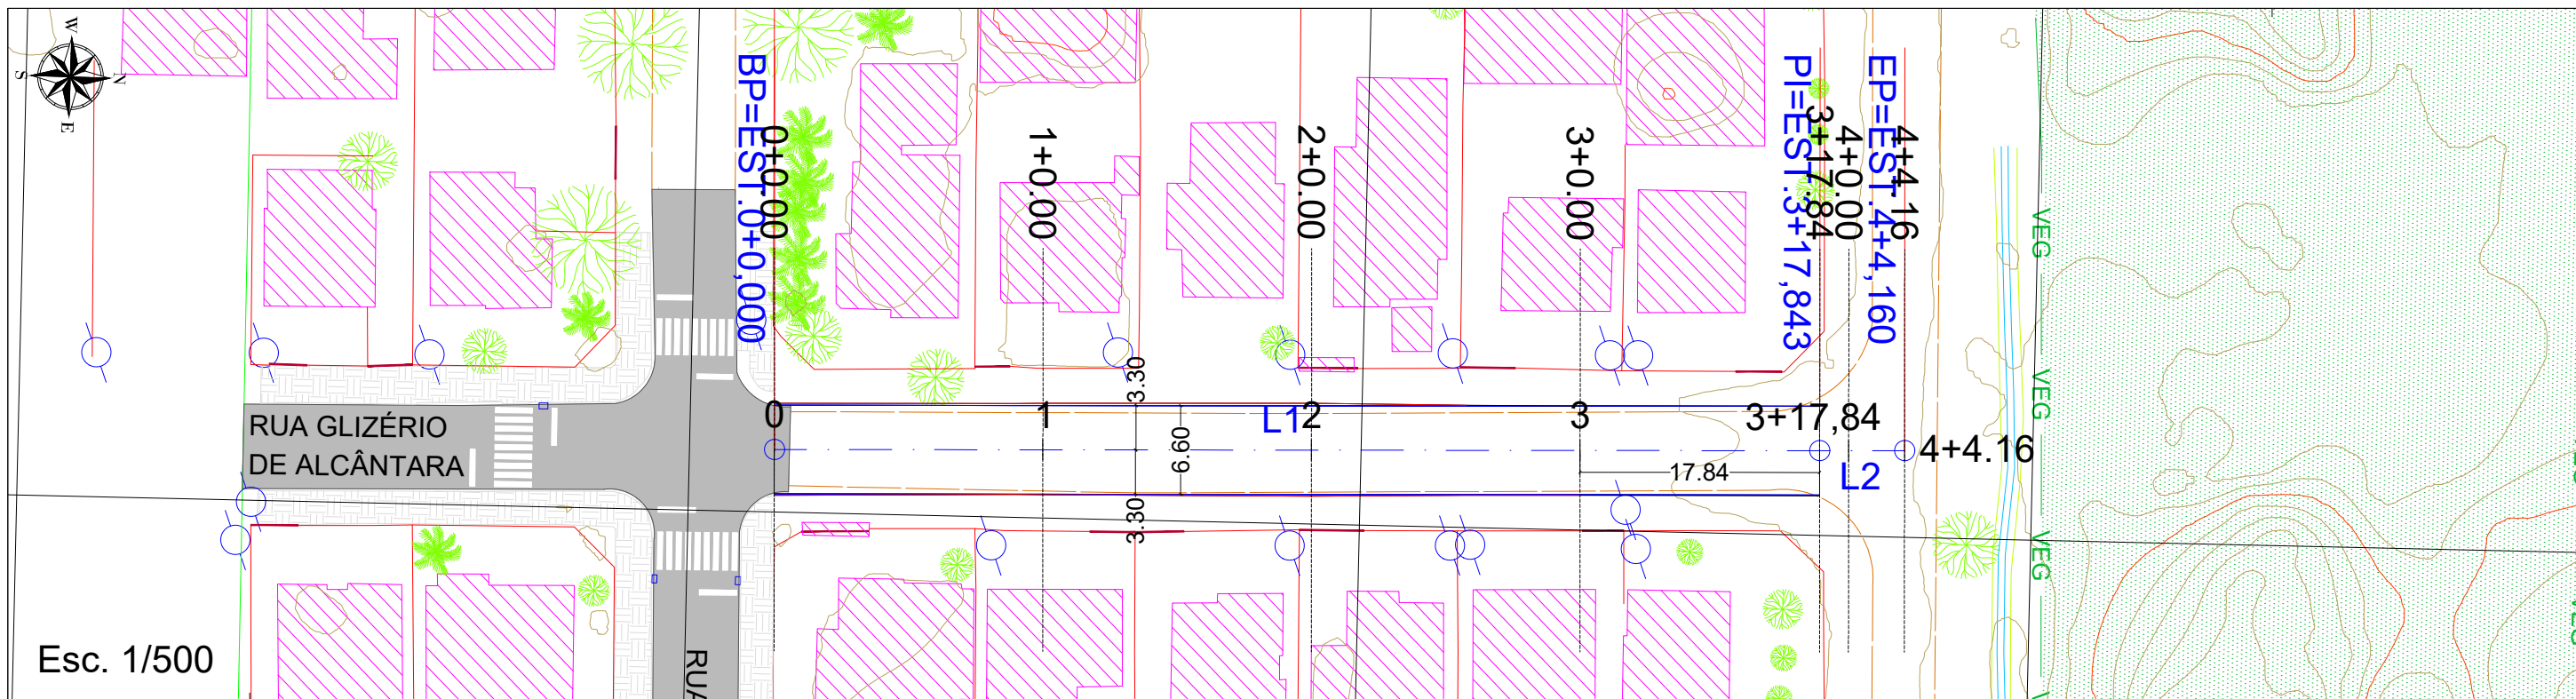 W
S
N
E
BP=EST.0+0,000
0+0.00
1+0.00
2+0.00
3+0.00
PI=EST.3+17,843
3+17.84
4+0.00
EP=EST.4+4,160
4+4.16
VEG
VEG
VEG
3.30
6.60
3.30
0
1
L1
2
3
3+17,84
17.84
L2
4+4.16
RUA GLIZÉRIO
DE ALCÂNTARA
RUA
Esc. 1/500